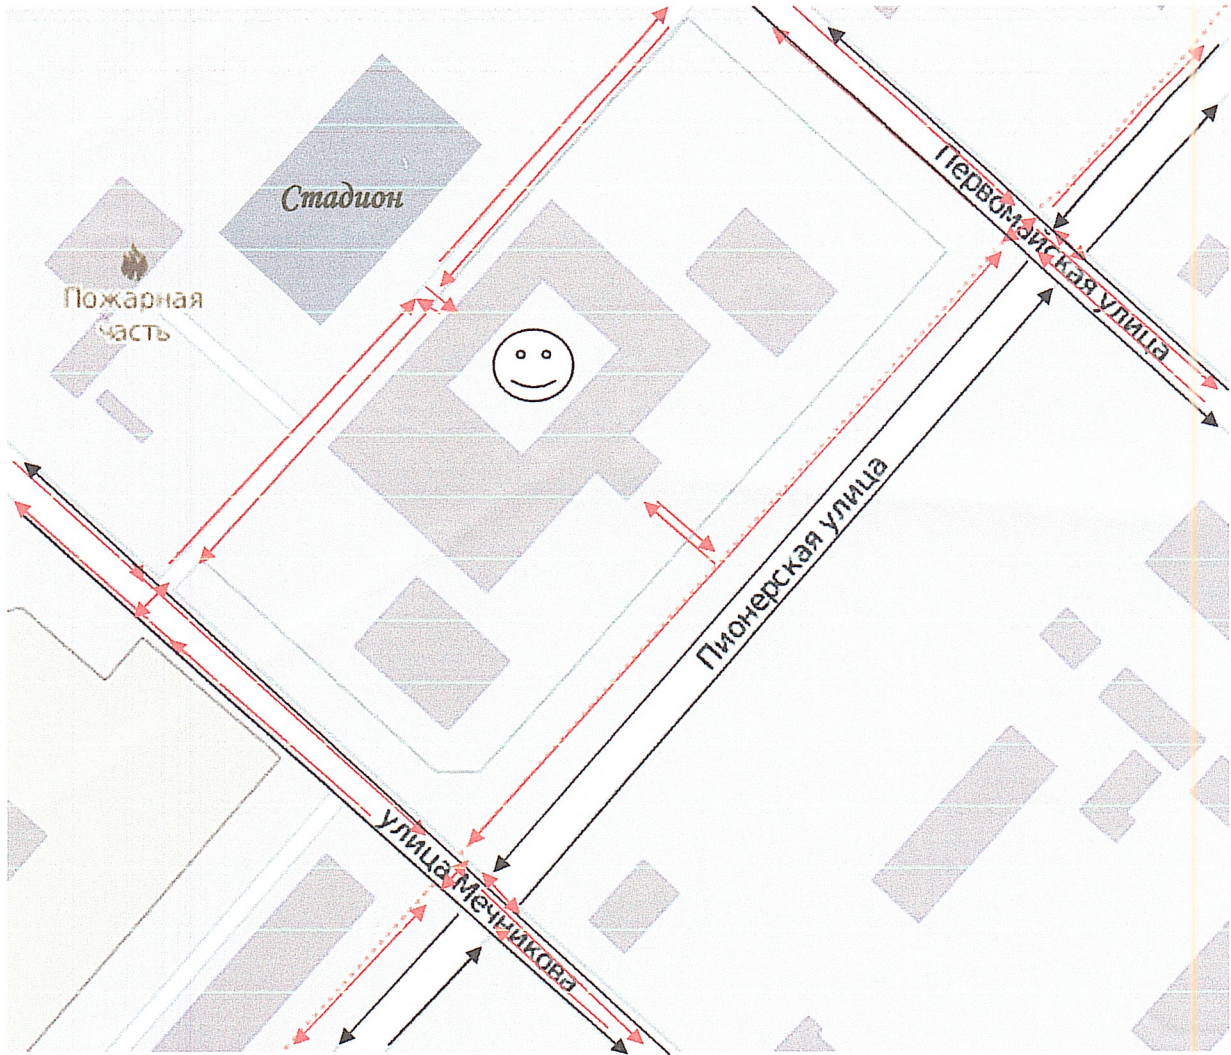 Первомайская улица
Стадион
Пожарная
часть
Пионерская улица
улица Мечникова